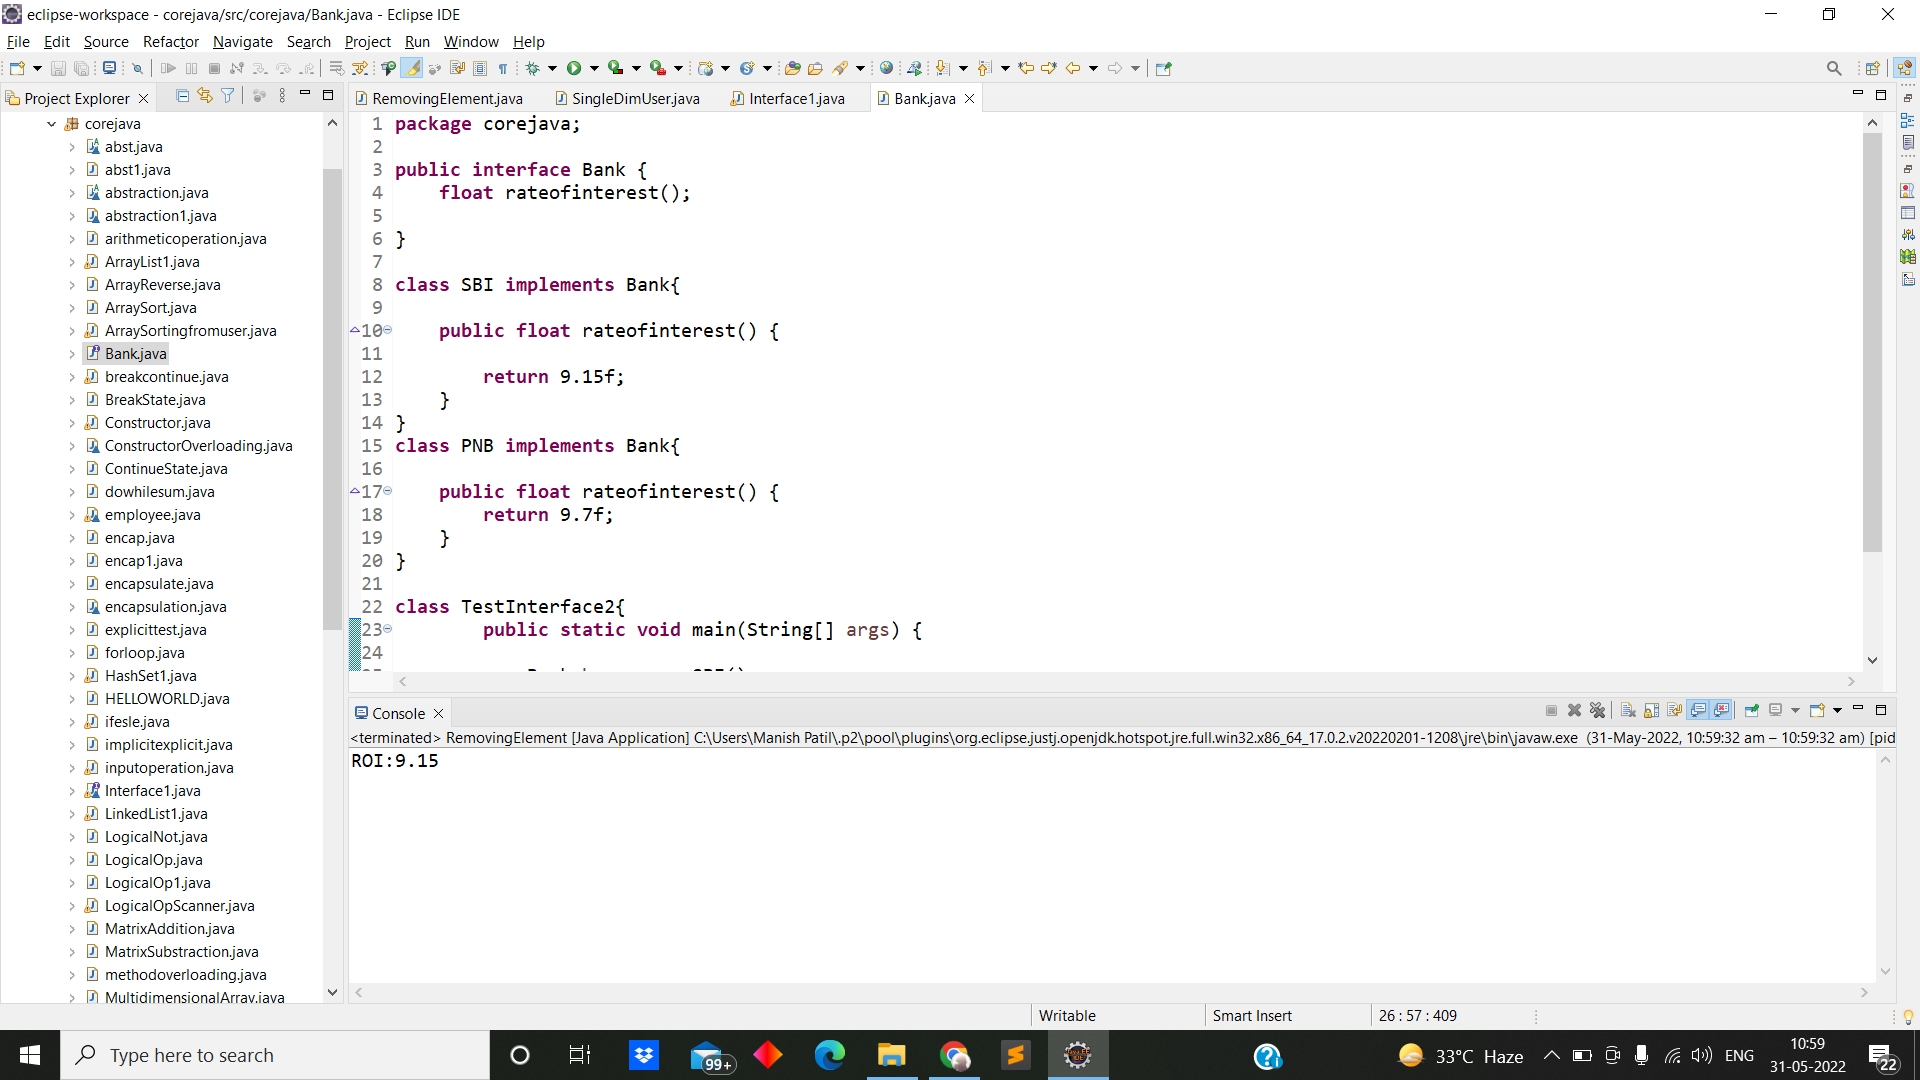 eclipse-workspace - corejava/src/corejava/Bank.java - Eclipse IDE
File Edit Source Refactor Navigate Search Project Run Window Help
Project Explorer
corejava
abst.java
abst1.java
abstraction.java
abstraction1.java
arithmeticoperation.java
ArrayList1.java
ArrayReverse.java
ArraySort.java
ArraySortingfromuser.java
Bank.java
breakcontinue.java
BreakState.java
Constructor.java
ConstructorOverloading.java
ContinueState.java
dowhilesum.java
employee.java
encap.java
encap1.java
encapsulate.java
encapsulation.java
explicittest.java
forloop.java
HashSet1.java
HELLOWORLD.java
ifesle.java
implicitexplicit.java
inputoperation.java
Interface1.java
LinkedList1.java
LogicalNot.java
LogicalOp.java
LogicalOp1.java
LogicalOpScanner.java
MatrixAddition.java
MatrixSubstraction.java
methodoverloading.java
MultidimensionalArray.java
RemovingElement.java SingleDimUser.java Interface1.java Bank.java
1 package corejava;
2
3 public interface Bank {
4 float rateofinterest();
5
6 }
7
8 class SBI implements Bank{
9
10 public float rateofinterest() {
11
12 return 9.15f;
13 }
14 }
15 class PNB implements Bank{
16
17 public float rateofinterest() {
18 return 9.7f;
19 }
20 }
21
22 class TestInterface2{
23 public static void main(String[] args) {
24
Console
<terminated> RemovingElement [Java Application] C:\Users\Manish Patil\.p2\pool\plugins\org.eclipse.justj.openjdk.hotspot.jre.full.win32.x86_64_17.0.2.v20220201-1208\jre\bin\javaw.exe (31-May-2022, 10:59:32 am – 10:59:32 am) [pid
ROI:9.15
Writable Smart Insert 26 : 57 : 409
Type here to search
99+
33°C Haze
ENG
10:59
31-05-2022
22